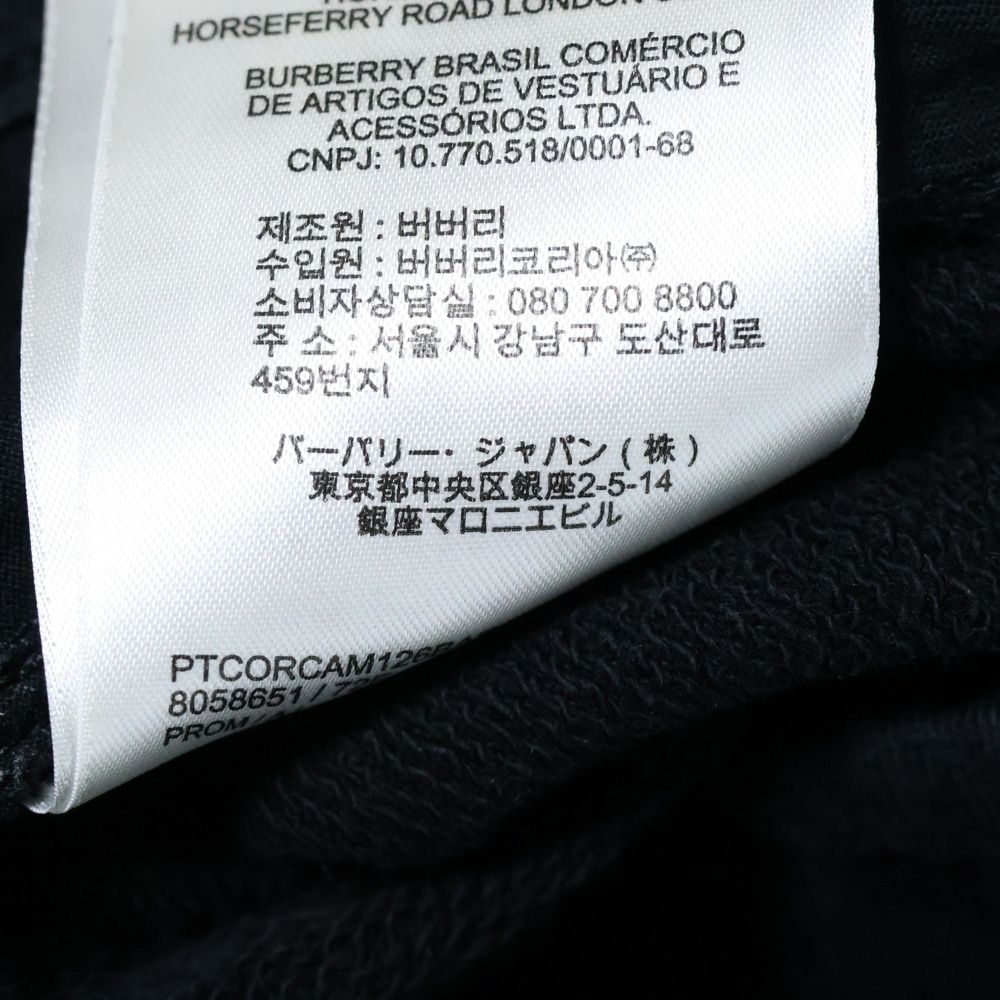 HORSEFERRY ROAD LONDON
BURBERRY BRASIL COMÉRCIO
DE ARTIGOS DE VESTUÁRIO E
ACESSÓRIOS LTDA.
CNPJ: 10.770.518/0001-68
제조원 : 버버리
수입원 : 버버리코리아㈜
소비자상담실 : 080 700 8800
주 소 : 서울시 강남구 도산대로
459번지
バーバリー・ジャパン ( 株 )
東京都中央区銀座2-5-14
銀座マロニエビル
PTCORCAM126
8058651 /
PROM/